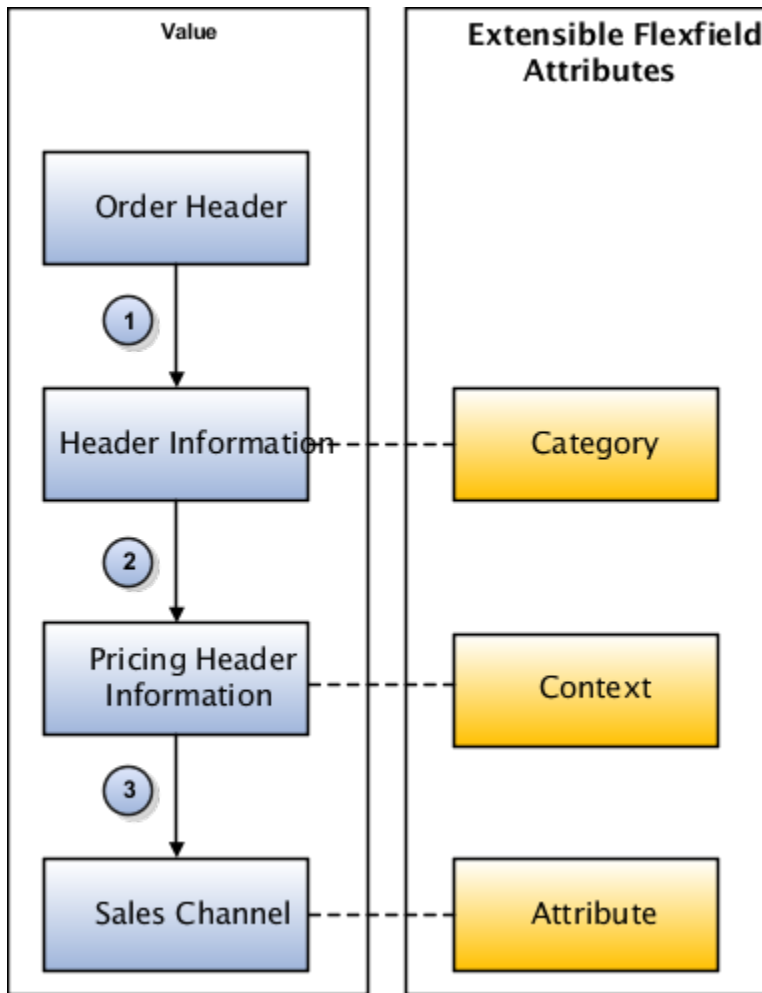 Value
Extensible Flexfield
Attributes
Order Header
1
Header Information
Category
2
Pricing Header
Information
Context
3
Sales Channel
Attribute